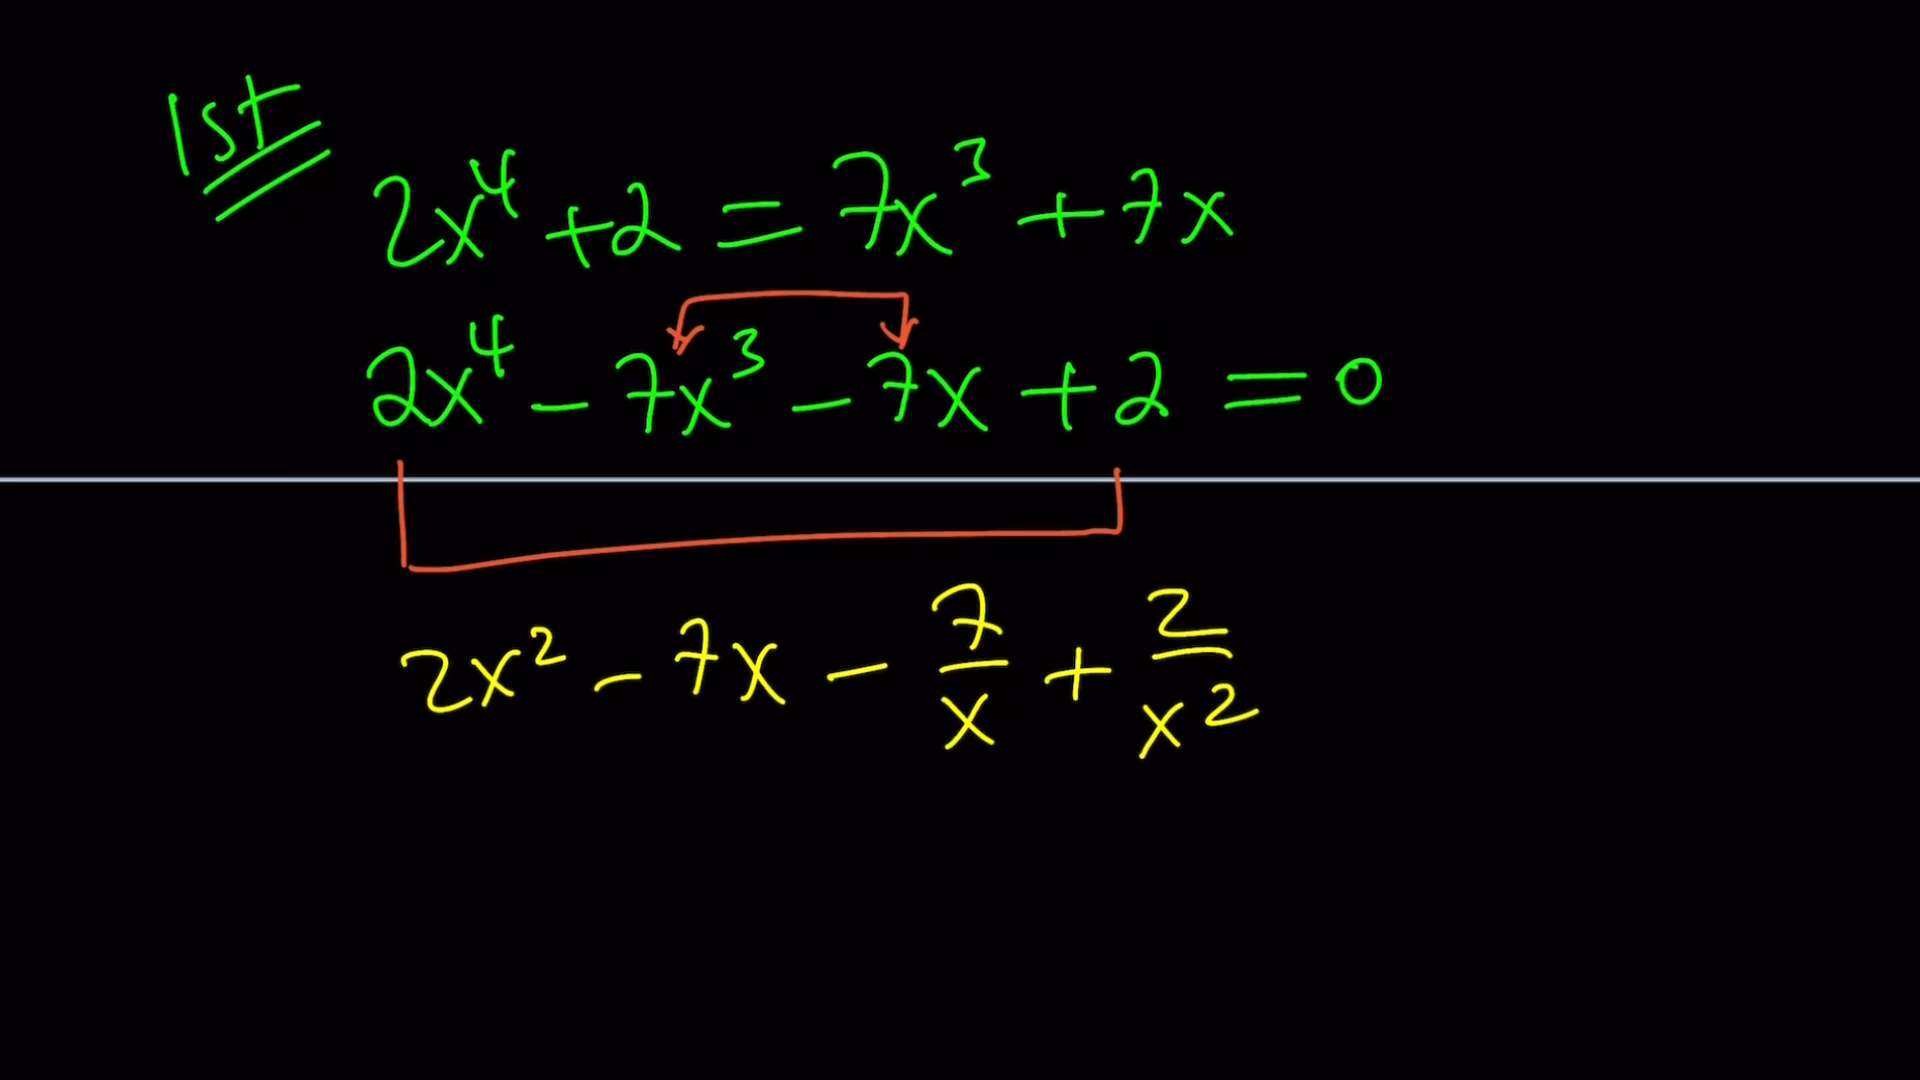 1st
2x⁴ + 2 = 7x³ + 7x
2x⁴ - 7x³ - 7x + 2 = 0
2x² - 7x - 7/x + 2/x²